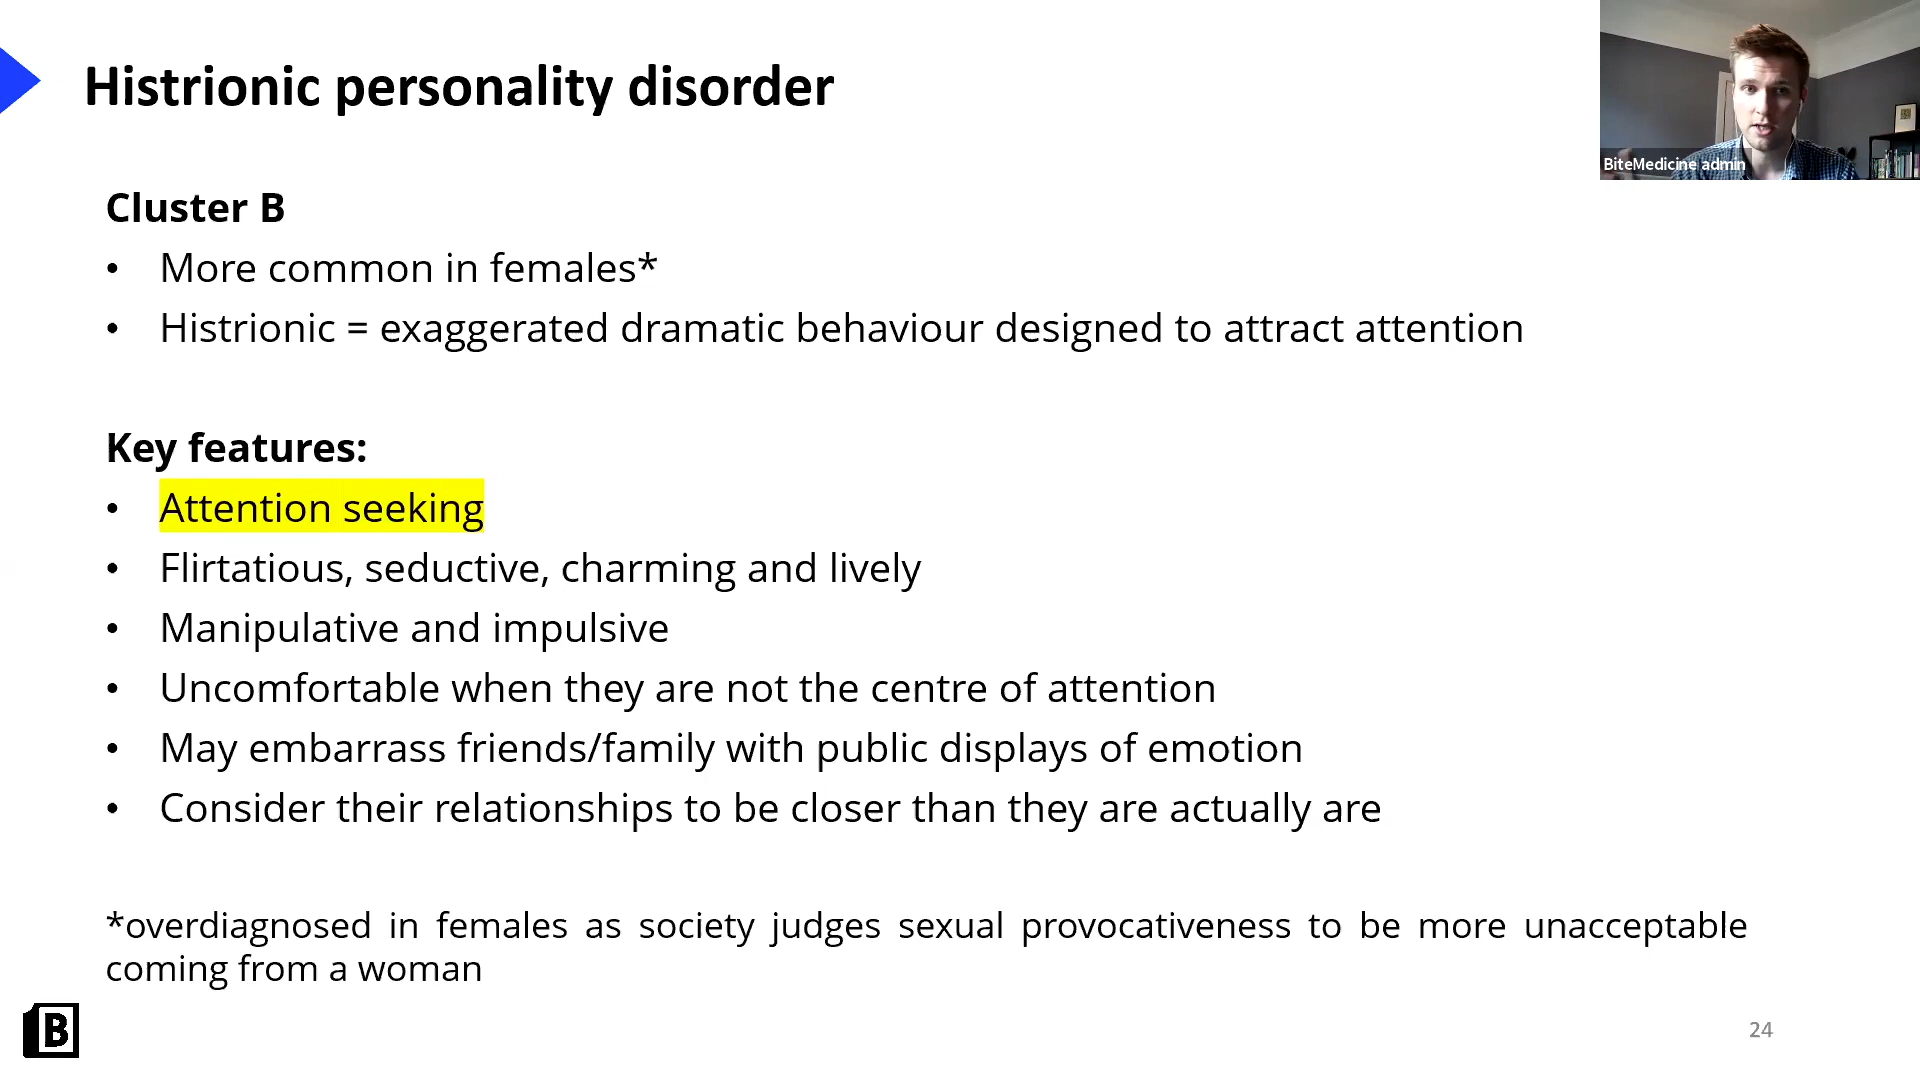 Histrionic personality disorder
BiteMedicine admin
Cluster B
• More common in females*
• Histrionic = exaggerated dramatic behaviour designed to attract attention
Key features:
• Attention seeking
• Flirtatious, seductive, charming and lively
• Manipulative and impulsive
• Uncomfortable when they are not the centre of attention
• May embarrass friends/family with public displays of emotion
• Consider their relationships to be closer than they are actually are
*overdiagnosed in females as society judges sexual provocativeness to be more unacceptable
coming from a woman
B
24